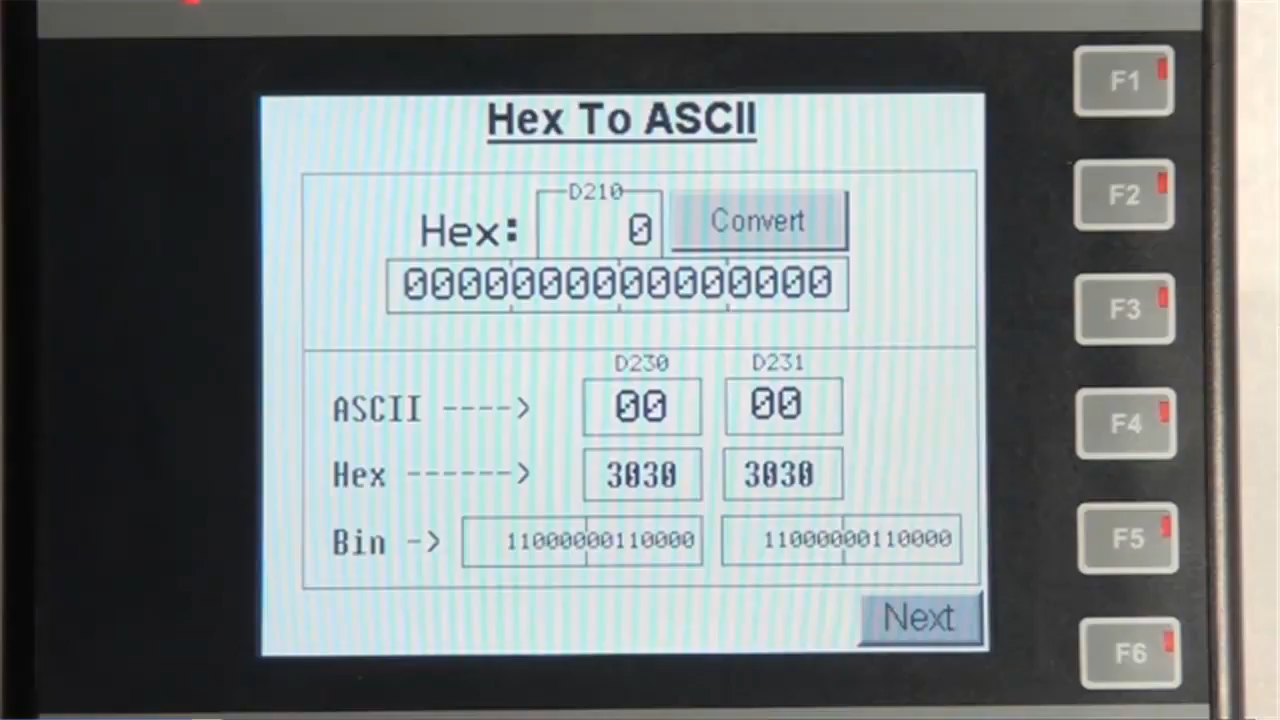 Hex To ASCII
D210
Hex: 0 Convert
0000000000000000
D230 D231
ASCII ----> 00 00
Hex ------> 3030 3030
Bin -> 11000000110000 11000000110000
Next
F1
F2
F3
F4
F5
F6